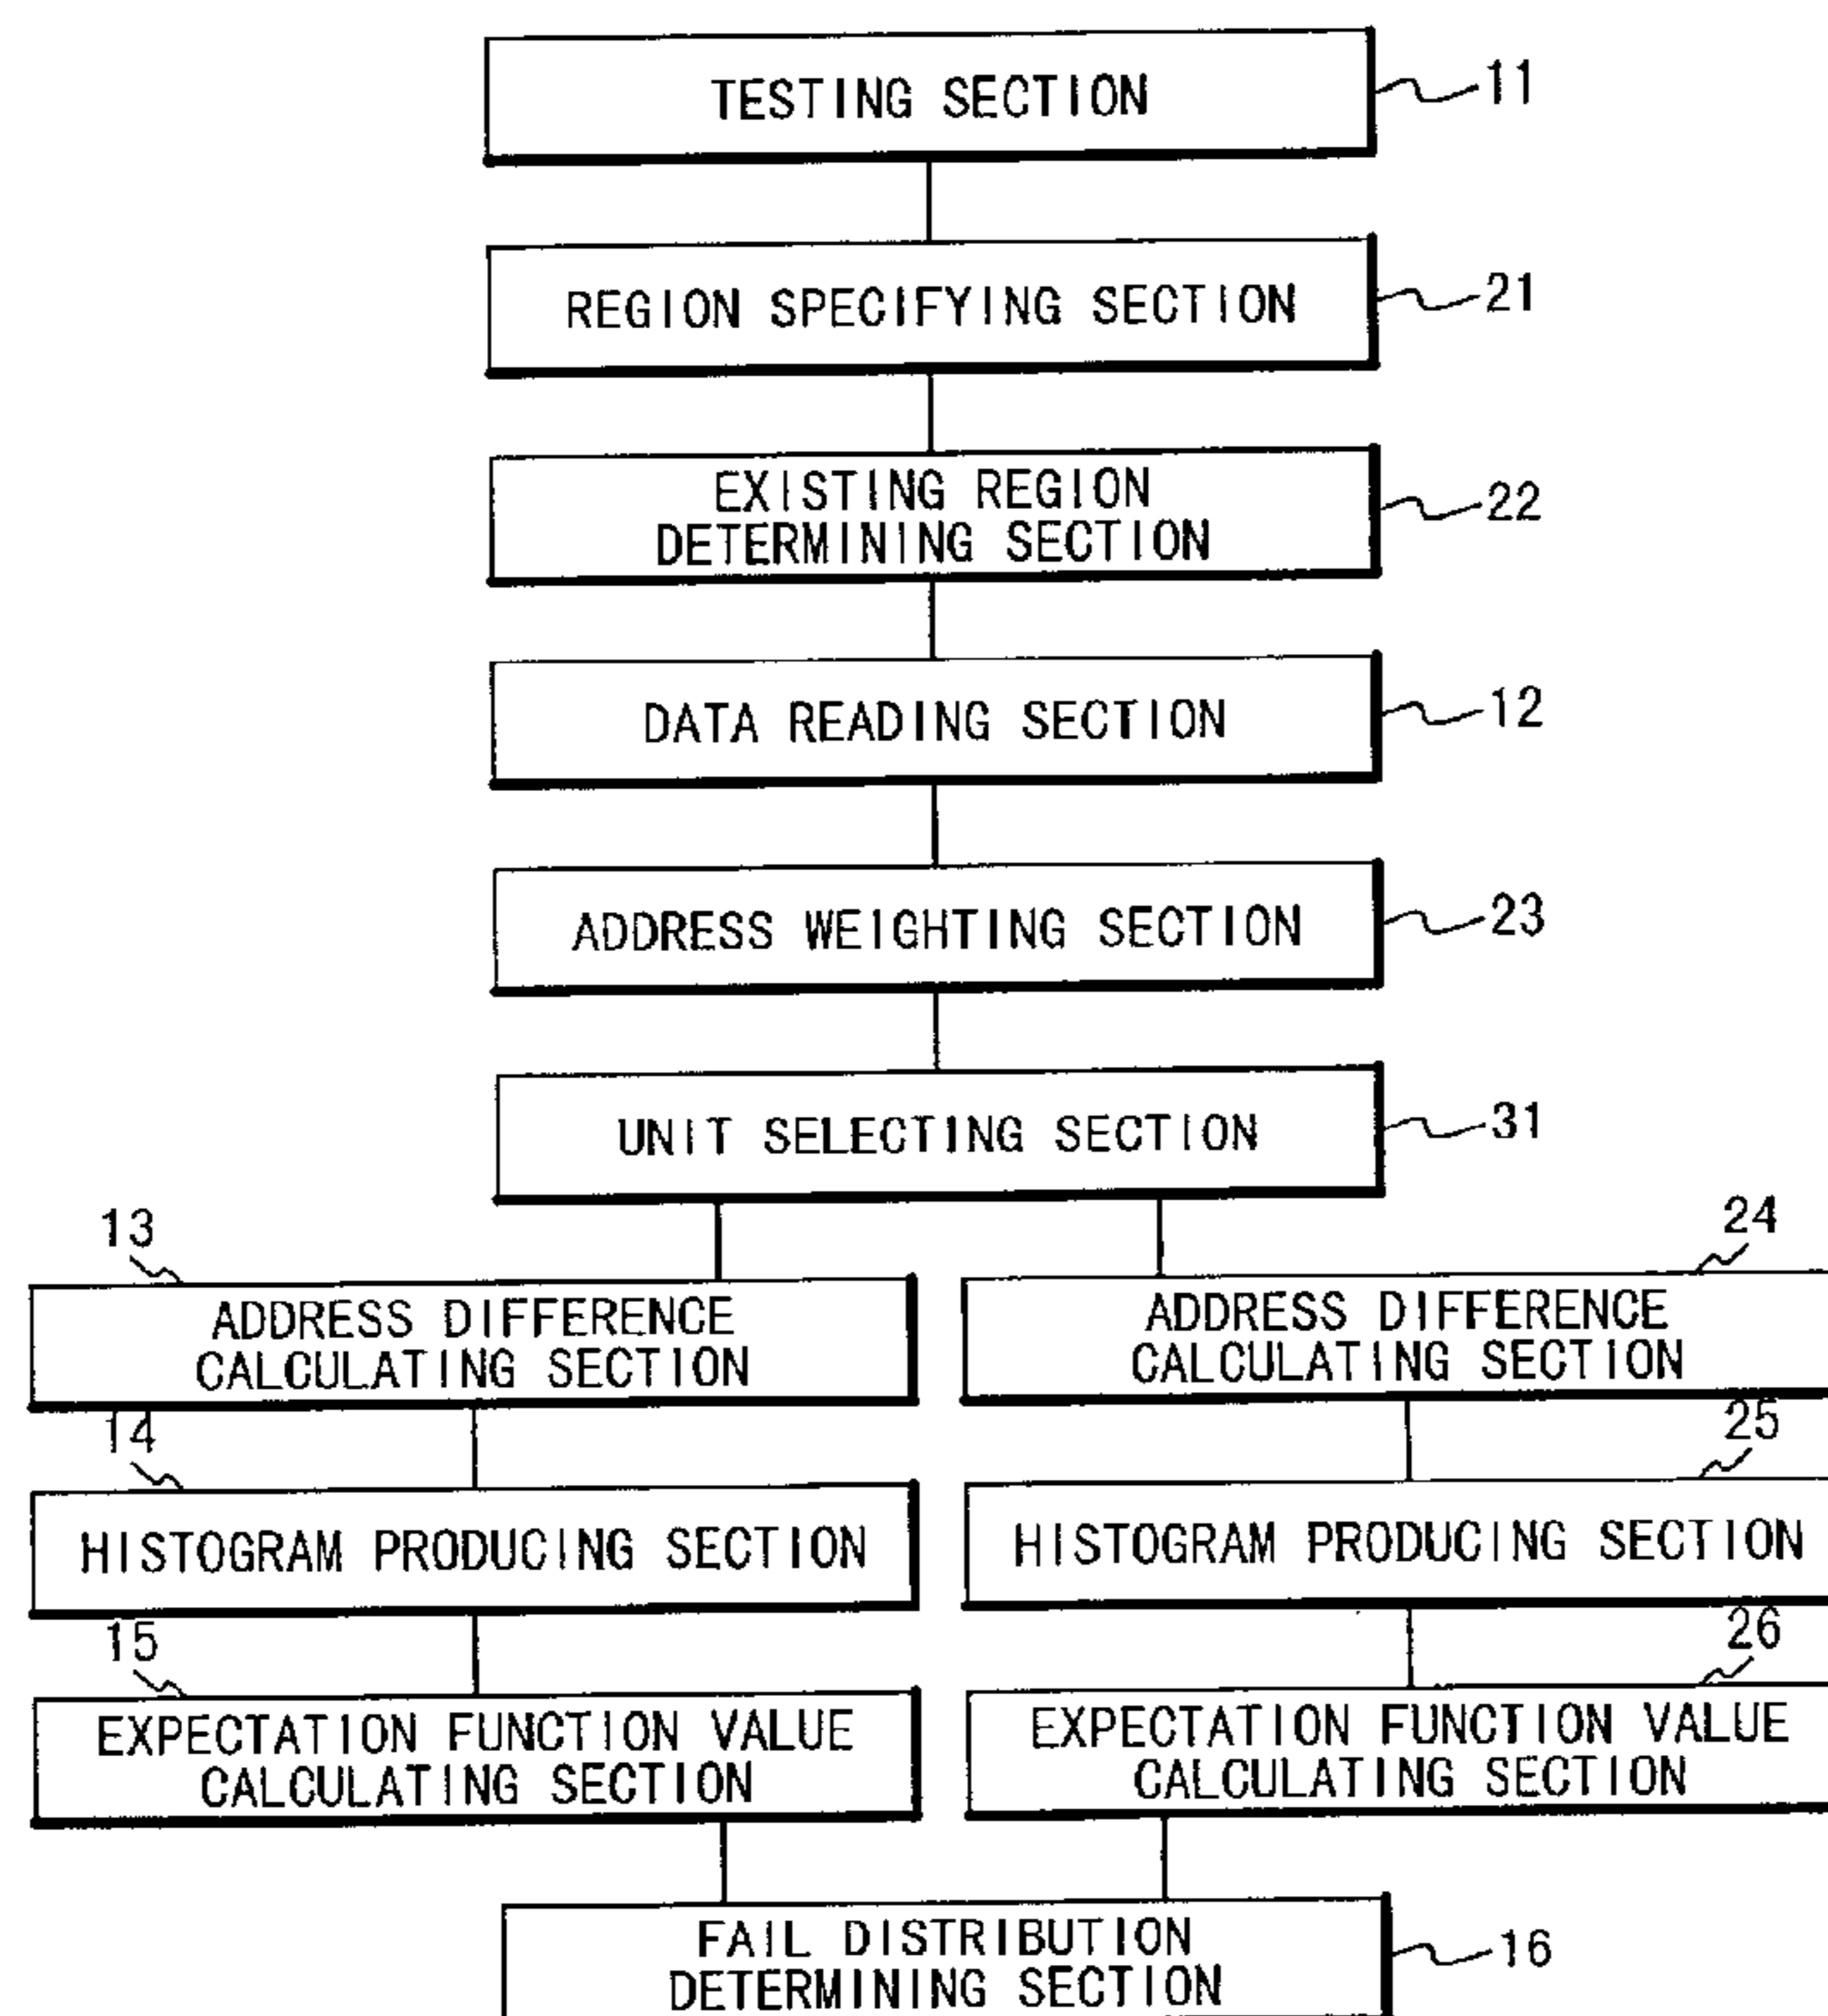 TESTING SECTION
11
REGION SPECIFYING SECTION
21
EXISTING REGION
DETERMINING SECTION
22
DATA READING SECTION
12
ADDRESS WEIGHTING SECTION
23
UNIT SELECTING SECTION
31
13
ADDRESS DIFFERENCE
CALCULATING SECTION
24
ADDRESS DIFFERENCE
CALCULATING SECTION
14
HISTOGRAM PRODUCING SECTION
25
HISTOGRAM PRODUCING SECTION
15
EXPECTATION FUNCTION VALUE
CALCULATING SECTION
26
EXPECTATION FUNCTION VALUE
CALCULATING SECTION
FAIL DISTRIBUTION
DETERMINING SECTION
16